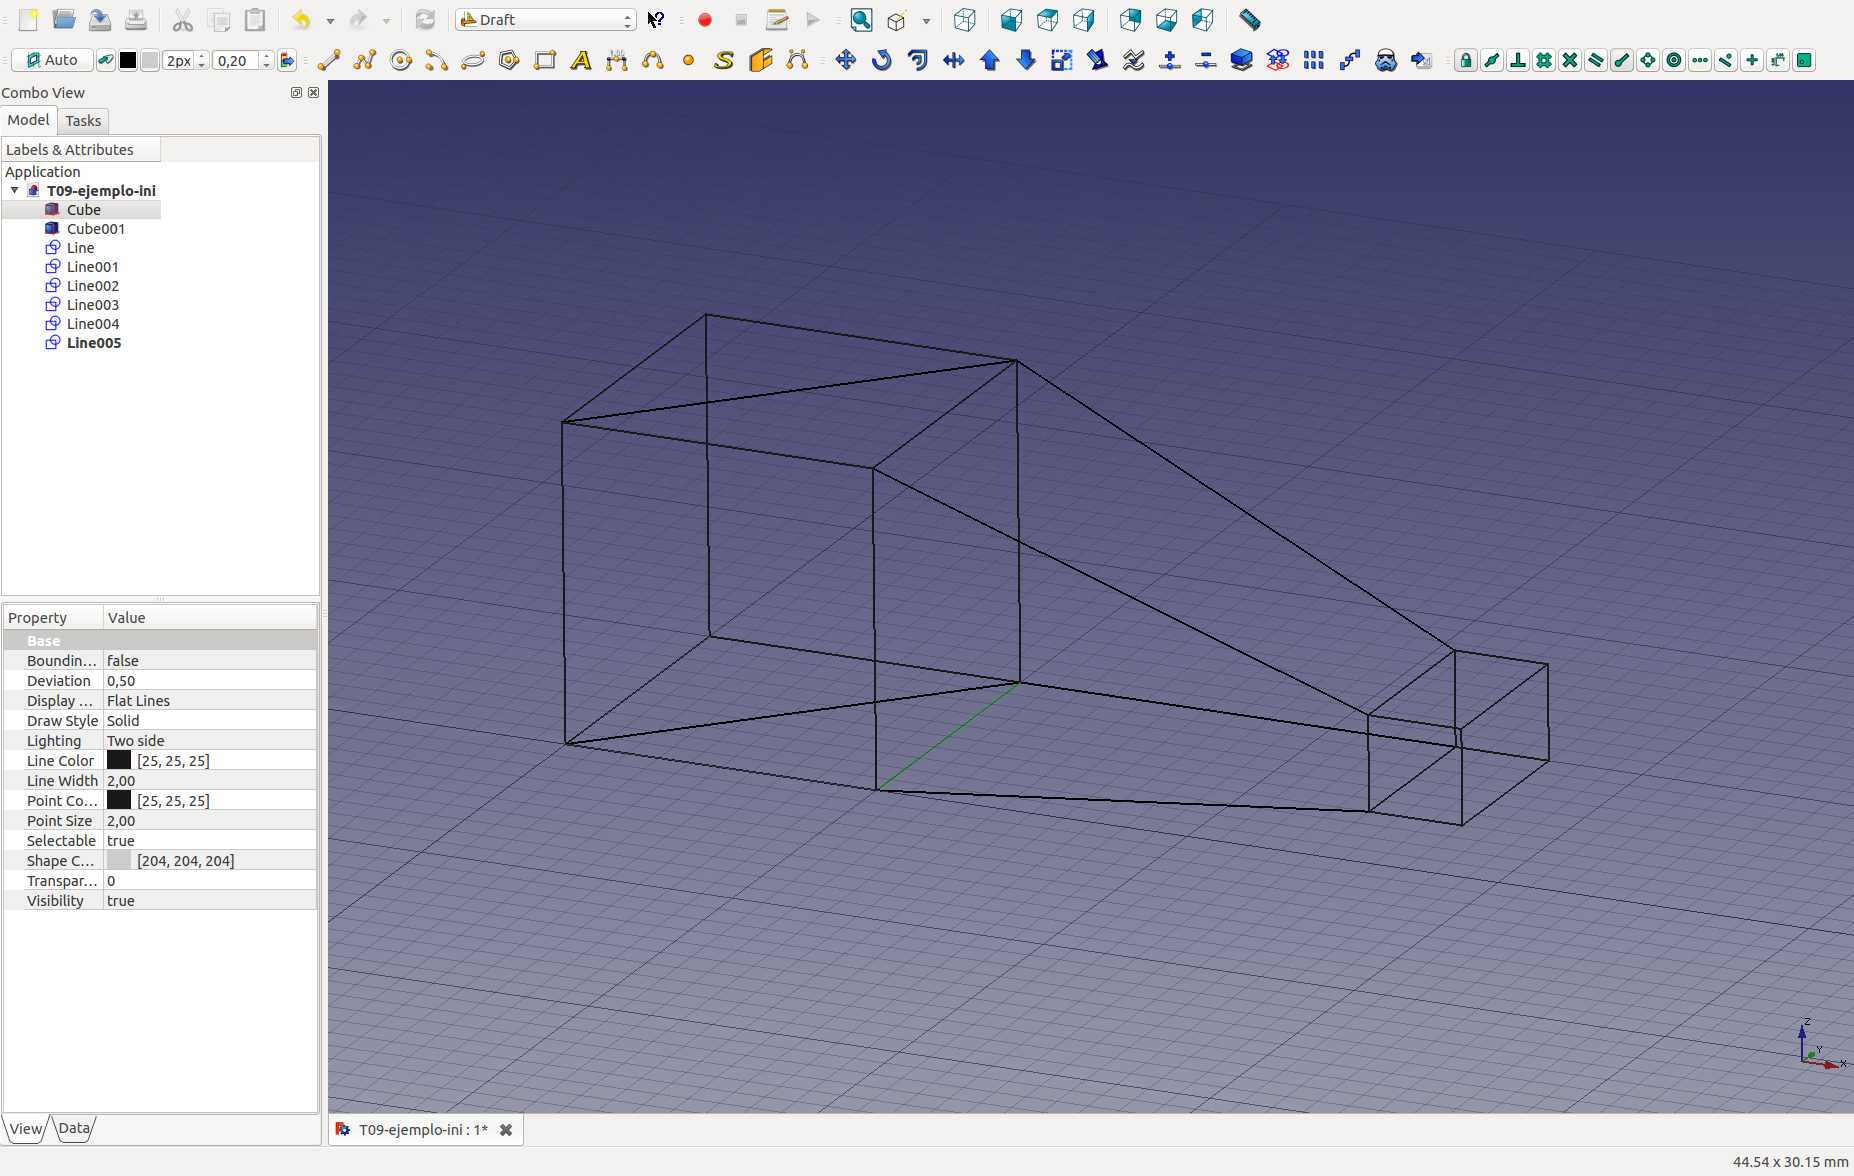 Draft
Auto
2px
0,20
Combo View
Model
Tasks
Labels & Attributes
Application
T09-ejemplo-ini
Cube
Cube001
Line
Line001
Line002
Line003
Line004
Line005
Property Value
Base
Boundin... false
Deviation 0,50
Display ... Flat Lines
Draw Style Solid
Lighting Two side
Line Color [25, 25, 25]
Line Width 2,00
Point Co... [25, 25, 25]
Point Size 2,00
Selectable true
Shape C... [204, 204, 204]
Transpar... 0
Visibility true
Z
Y
X
View
Data
T09-ejemplo-ini : 1*
44.54 x 30.15 mm